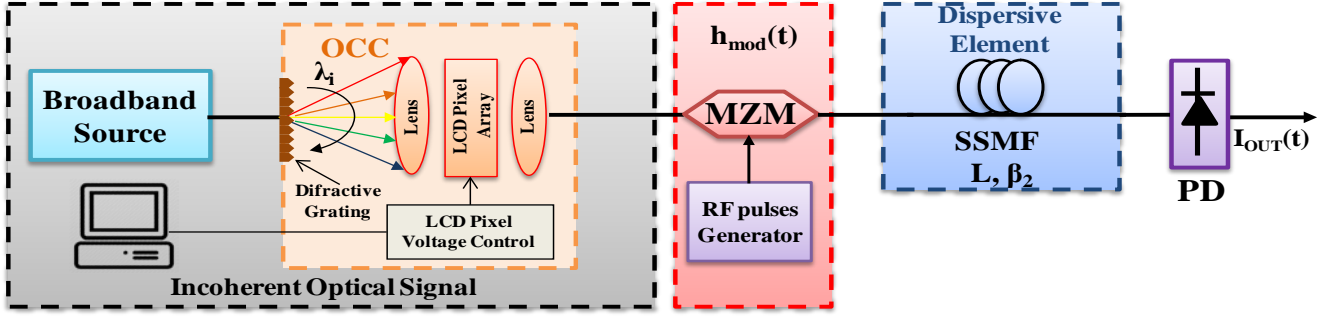 Broadband
Source
OCC
λi
Lens
LCD Pixel
Array
Lens
Difractive
Grating
LCD Pixel
Voltage Control
Incoherent Optical Signal
hmod(t)
MZM
RF pulses
Generator
Dispersive
Element
SSMF
L, β2
PD
IOUT(t)